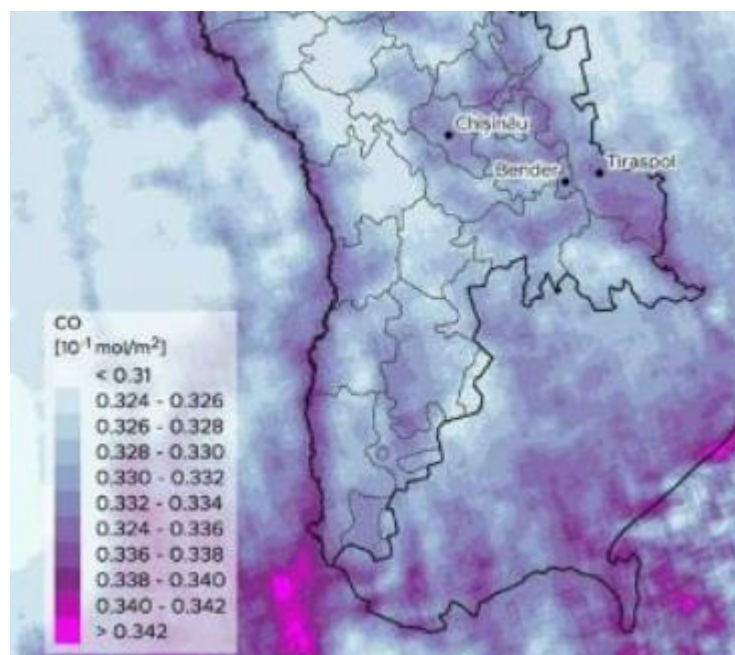 Chișinău
Tiraspol
Bender
CO
[10⁻¹ mol/m²]
< 0.31
0.324 - 0.326
0.326 - 0.328
0.328 - 0.330
0.330 - 0.332
0.332 - 0.334
0.324 - 0.336
0.336 - 0.338
0.338 - 0.340
0.340 - 0.342
> 0.342